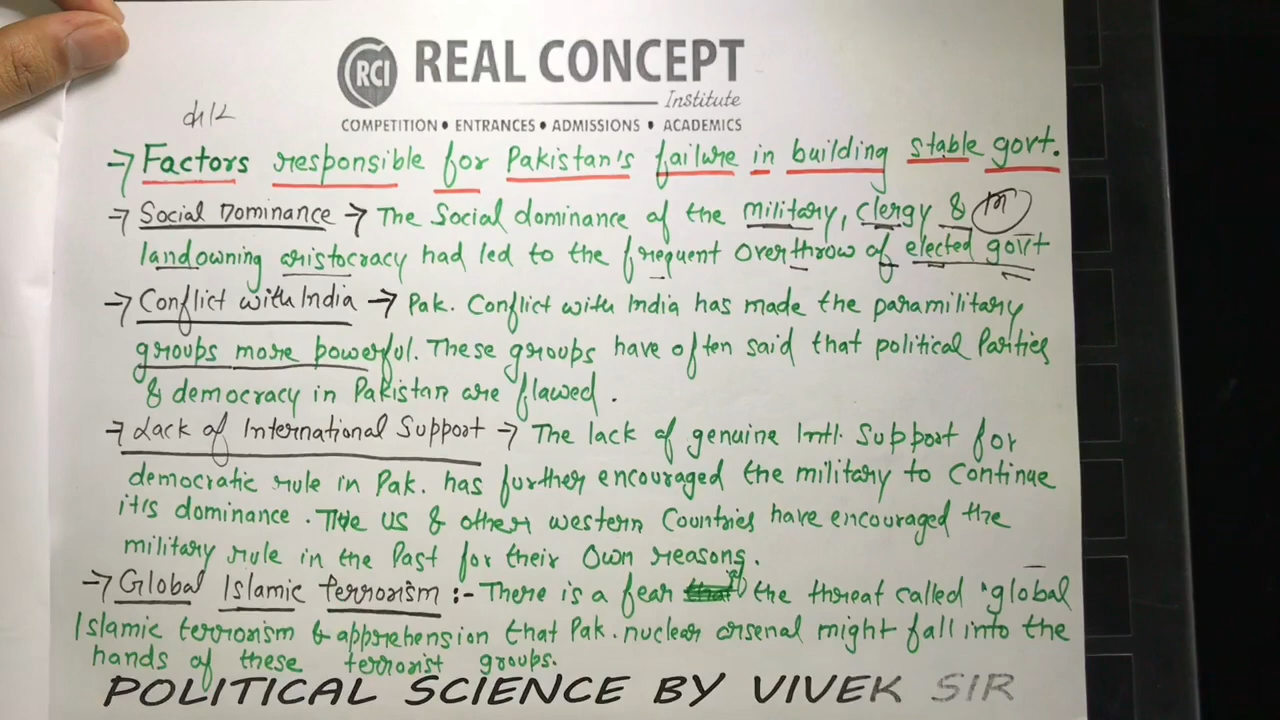 RCI REAL CONCEPT
Institute
COMPETITION • ENTRANCES • ADMISSIONS • ACADEMICS
→ Factors responsible for Pakistan's failure in building stable govt.
→ Social Dominance → The Social dominance of the military, clergy &
landowning aristocracy had led to the frequent overthrow of elected govt
→ Conflict with India → Pak. Conflict with India has made the paramilitary
groups more powerful. These groups have often said that political Parities
& democracy in Pakistan are flawed.
→ Lack of International Support → The lack of genuine Intl. Support for
democratic rule in Pak. has further encouraged the military to Continue
it's dominance. The US & other western Countries have encouraged the
military rule in the Past for their Own reasons.
→ Global Islamic terrorism :- There is a fear of the threat called 'global
Islamic terrorism & apprehension that Pak. nuclear arsenal might fall into the
hands of these terrorist groups.
POLITICAL SCIENCE BY VIVEK SIR